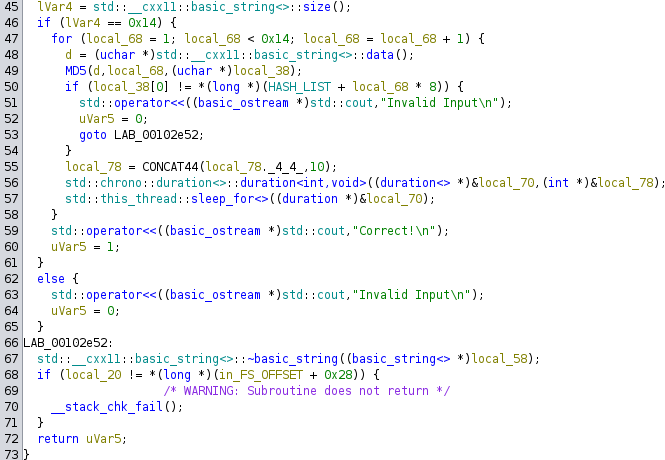 45 lVar4 = std::__cxx11::basic_string<>::size();
46 if (lVar4 == 0x14) {
47 for (local_68 = 1; local_68 < 0x14; local_68 = local_68 + 1) {
48 d = (uchar *)std::__cxx11::basic_string<>::data();
49 MD5(d,local_68,(uchar *)local_38);
50 if (local_38[0] != *(long *)(HASH_LIST + local_68 * 8)) {
51 std::operator<<((basic_ostream *)std::cout,"Invalid Input\n");
52 uVar5 = 0;
53 goto LAB_00102e52;
54 }
55 local_78 = CONCAT44(local_78._4_4_,10);
56 std::chrono::duration<>::duration<int,void>((duration<> *)&local_70,(int *)&local_78);
57 std::this_thread::sleep_for<>((duration *)&local_70);
58 }
59 std::operator<<((basic_ostream *)std::cout,"Correct!\n");
60 uVar5 = 1;
61 }
62 else {
63 std::operator<<((basic_ostream *)std::cout,"Invalid Input\n");
64 uVar5 = 0;
65 }
66 LAB_00102e52:
67 std::__cxx11::basic_string<>::~basic_string((basic_string<> *)local_58);
68 if (local_20 != *(long *)(in_FS_OFFSET + 0x28)) {
69 /* WARNING: Subroutine does not return */
70 __stack_chk_fail();
71 }
72 return uVar5;
73 }